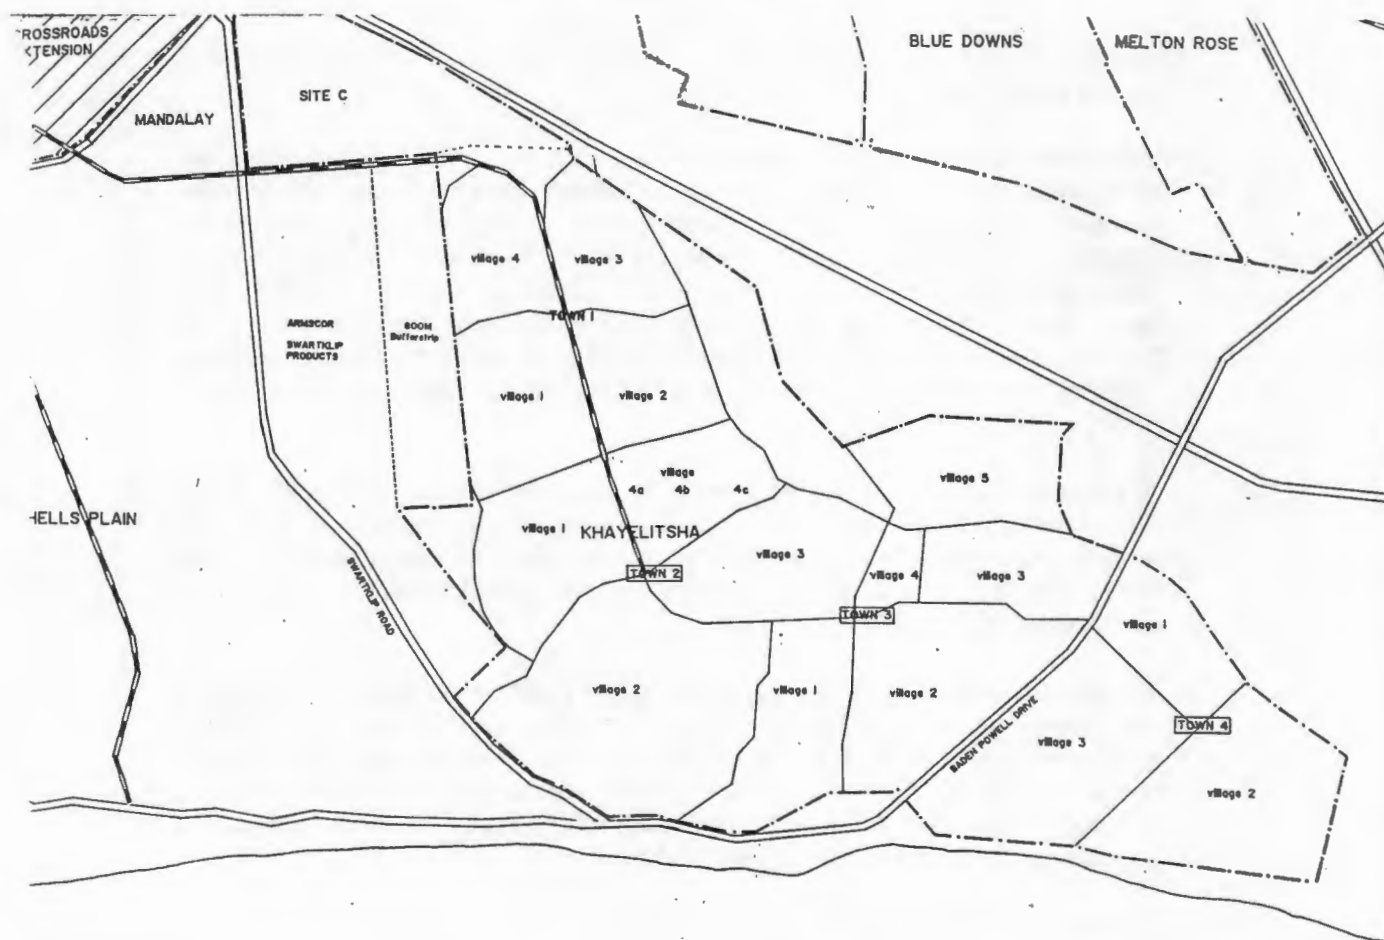 ROSSROADS
XTENSION
BLUE DOWNS
MELTON ROSE
SITE C
MANDALAY
village 4
village 3
TOWN 1
ARMSCOR
SWARTKLIP
PRODUCTS
600M
Bufferstrip
village 1
village 2
village
4a 4b 4c
village 5
HELLS PLAIN
village 1
KHAYELITSHA
village 3
TOWN 2
village 4
village 3
SWARTKLIP ROAD
TOWN 3
village 1
village 2
village 1
village 2
BADEN POWELL DRIVE
village 3
TOWN 4
village 2